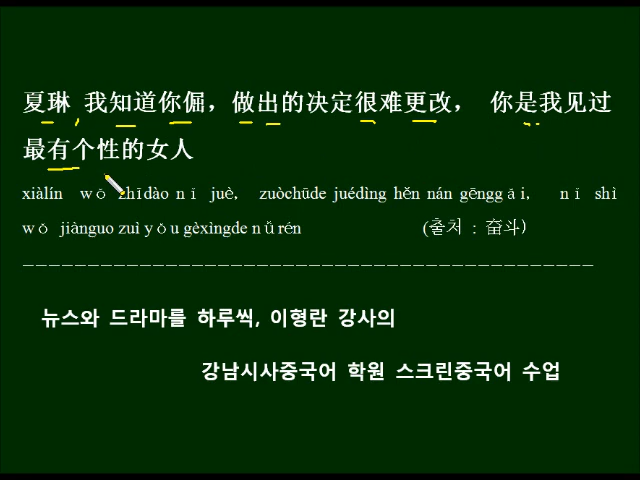 夏琳,我知道你倔，做出的决定很难更改， 你是我见过
最有个性的女人
xiàlín wǒ zhīdào nǐ juè， zuòchūde juédìng hěn nán gēnggǎi， nǐ shì
wǒ jiànguo zuì yǒu gèxìngde nǚrén (출처 : 奋斗)
뉴스와 드라마를 하루씩, 이형란 강사의
강남시사중국어 학원 스크린중국어 수업